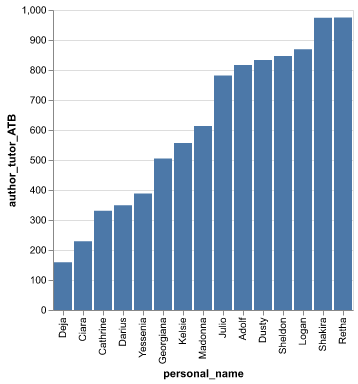 author_tutor_ATB
1,000
900
800
700
600
500
400
300
200
100
0
Deja
Ciara
Cathrine
Darius
Yessenia
Georgiana
Kelsie
Madonna
Julio
Adolf
Dusty
Sheldon
Logan
Shakira
Retha
personal_name